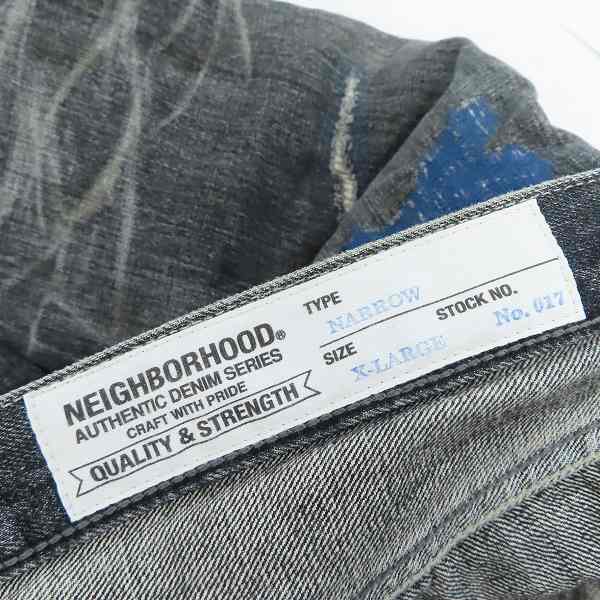 NEIGHBORHOOD®
AUTHENTIC DENIM SERIES
CRAFT WITH PRIDE
QUALITY & STRENGTH
TYPE
NARROW
SIZE
X-LARGE
STOCK NO.
No. 017